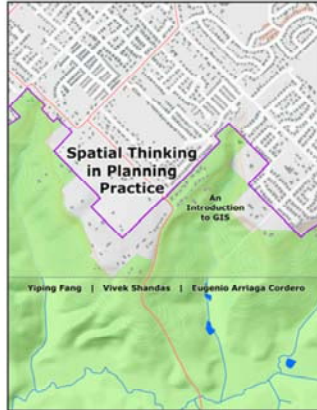 Spatial Thinking
in Planning
Practice
An
Introduction
to GIS
Yiping Fang | Vivek Shandas | Eugenio Arriaga Cordero